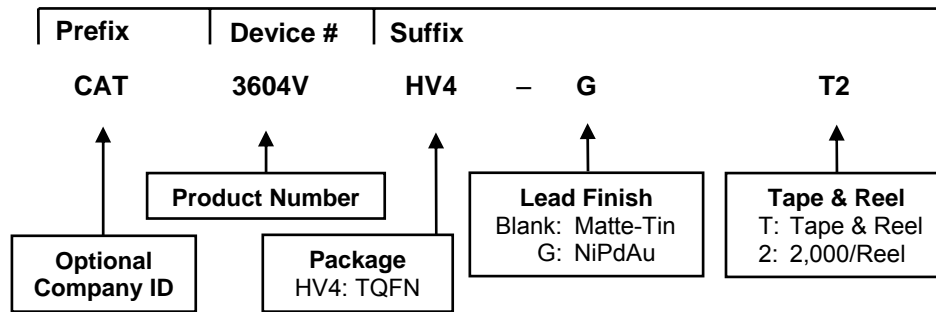 Prefix Device # Suffix
CAT 3604V HV4 – G T2
Product Number
Optional
Company ID
Package
HV4: TQFN
Lead Finish
Blank: Matte-Tin
G: NiPdAu
Tape & Reel
T: Tape & Reel
2: 2,000/Reel